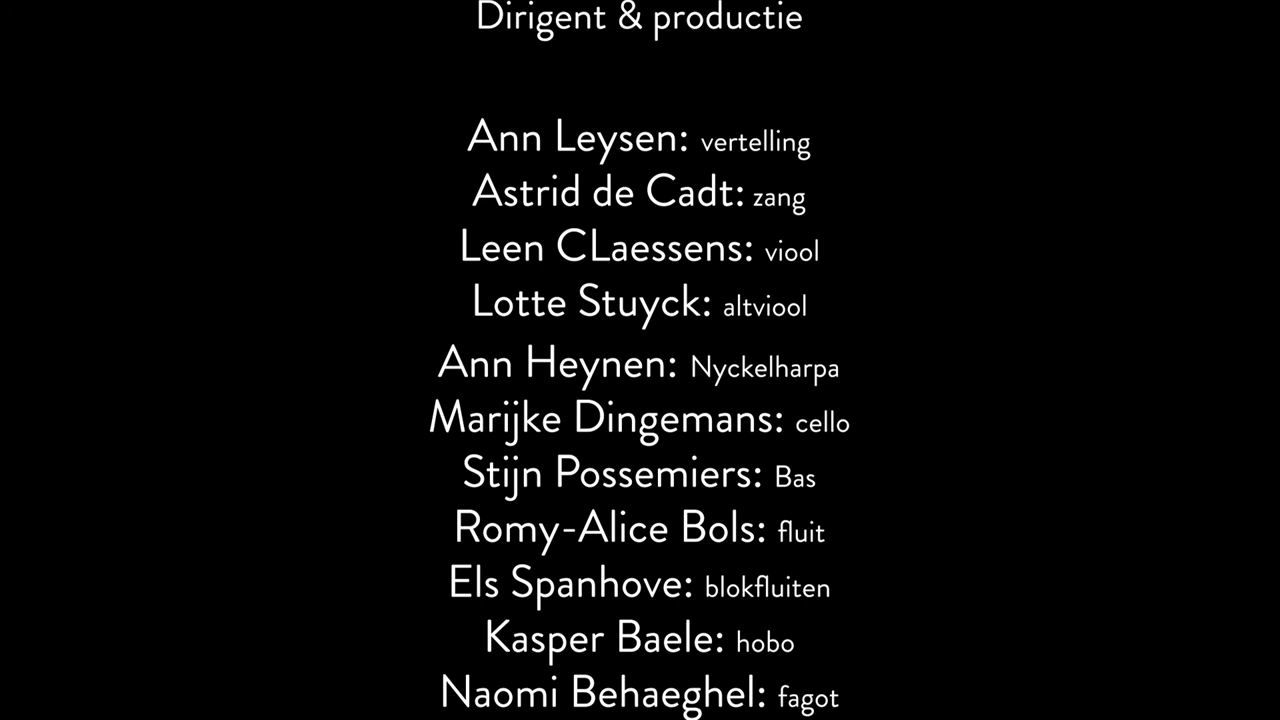 Dirigent & productie
Ann Leysen: vertelling
Astrid de Cadt: zang
Leen CLaessens: viool
Lotte Stuyck: altviool
Ann Heynen: Nyckelharpa
Marijke Dingemans: cello
Stijn Possemiers: Bas
Romy-Alice Bols: fluit
Els Spanhove: blokfluiten
Kasper Baele: hobo
Naomi Behaeghel: fagot